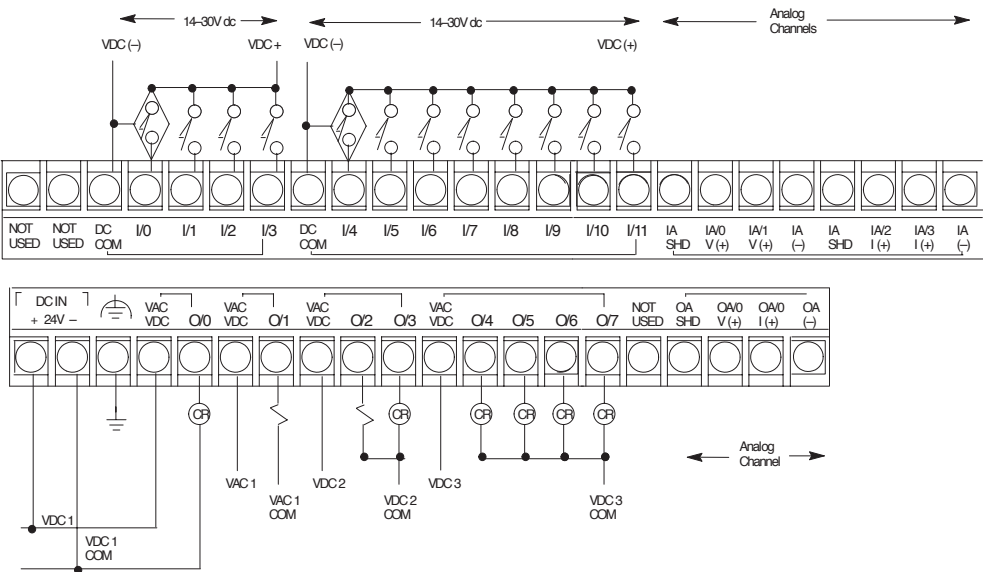 14–30V dc
14–30V dc
Analog
Channels
VDC (–)
VDC +
VDC (–)
VDC (+)
NOT
USED
NOT
USED
DC
COM
I/0
I/1
I/2
I/3
DC
COM
I/4
I/5
I/6
I/7
I/8
I/9
I/10
I/11
IA
SHD
IA/0
V (+)
IA/1
V (+)
IA
(–)
IA
SHD
IA/2
I (+)
IA/3
I (+)
IA
(–)
DC IN
+ 24V –
VAC
VDC
O/0
VAC
VDC
O/1
VAC
VDC
O/2
O/3
VAC
VDC
O/4
O/5
O/6
O/7
NOT
USED
OA
SHD
OA/0
V (+)
OA/0
I (+)
OA
(–)
CR
CR
CR
CR
CR
CR
Analog
Channel
VAC 1
VAC 1
COM
VDC 2
VDC 2
COM
VDC 3
VDC 3
COM
VDC 1
VDC 1
COM